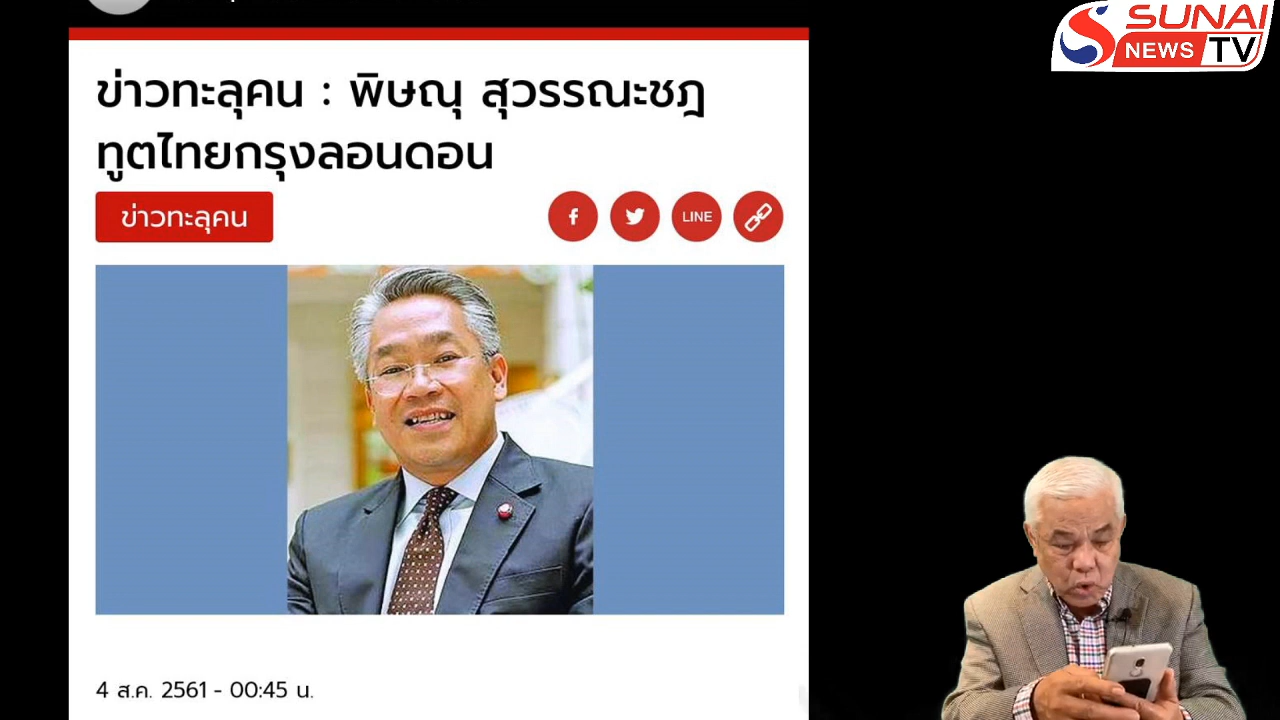 SUNAI
NEWS TV
ข่าวทะลุคน : พิษณุ สุวรรณะชฎ
ทูตไทยกรุงลอนดอน
ข่าวทะลุคน
f LINE
4 ส.ค. 2561 - 00:45 น.